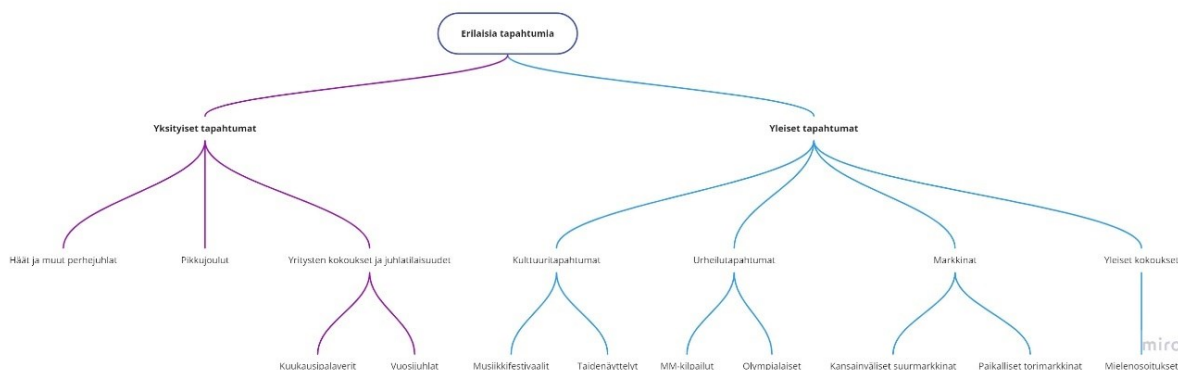 Erilaisia tapahtumia
Yksityiset tapahtumat
Yleiset tapahtumat
Häät ja muut perhejuhlat
Pikkujoulut
Yritysten kokoukset ja juhlatilaisuudet
Kulttuuritapahtumat
Urheilutapahtumat
Markkinat
Yleiset kokoukset
Kuukausipalaverit
Vuosijuhlat
Musiikkifestivaalit
Taidenäyttelyt
MM-kilpailut
Olympialaiset
Kansainväliset suurmarkkinat
Paikalliset torimarkkinat
Mielenosoitukset
miro